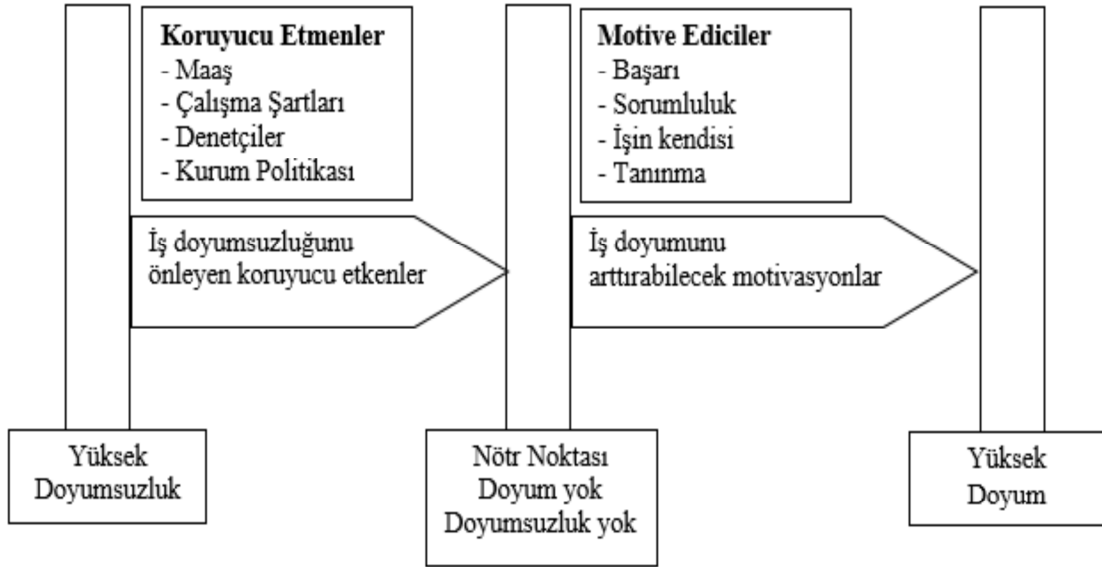 Koruyucu Etmenler
- Maaş
- Çalışma Şartları
- Denetçiler
- Kurum Politikası
Motive Ediciler
- Başarı
- Sorumluluk
- İşin kendisi
- Tanınma
İş doyumsuzluğunu
önleyen koruyucu etkenler
İş doyumunu
arttırabilecek motivasyonlar
Yüksek
Doyumsuzluk
Nötr Noktası
Doyum yok
Doyumsuzluk yok
Yüksek
Doyum